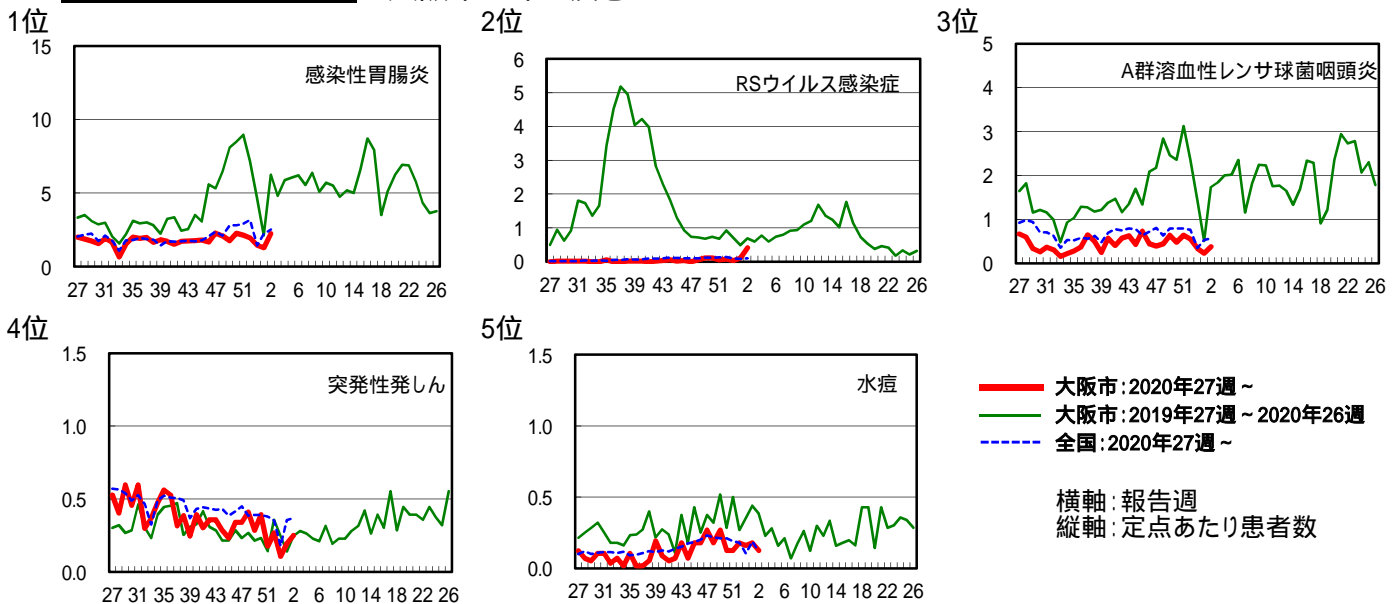 1位
15
10
5
0
感染性胃腸炎
27 31 35 39 43 47 51 2 6 10 14 18 22 26
2位
6
5
4
3
2
1
0
RSウイルス感染症
27 31 35 39 43 47 51 2 6 10 14 18 22 26
3位
5
4
3
2
1
0
A群溶血性レンサ球菌咽頭炎
27 31 35 39 43 47 51 2 6 10 14 18 22 26
4位
1.5
1.0
0.5
0.0
突発性発しん
27 31 35 39 43 47 51 2 6 10 14 18 22 26
5位
1.5
1.0
0.5
0.0
水痘
27 31 35 39 43 47 51 2 6 10 14 18 22 26
大阪市：2020年27週～
大阪市：2019年27週～2020年26週
全国：2020年27週～
横軸：報告週
縦軸：定点あたり患者数